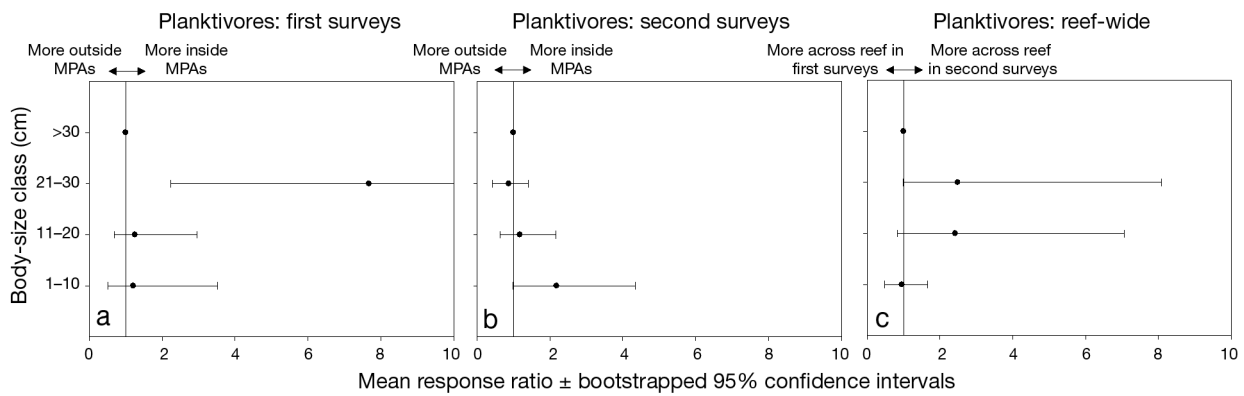 Planktivores: first surveys
Planktivores: second surveys
Planktivores: reef-wide
More outside MPAs
More inside MPAs
More outside MPAs
More inside MPAs
More across reef in first surveys
More across reef in second surveys
Body-size class (cm)
>30
21–30
11–20
1–10
a
b
c
0 2 4 6 8 10
0 2 4 6 8 10
0 2 4 6 8 10
Mean response ratio ± bootstrapped 95% confidence intervals